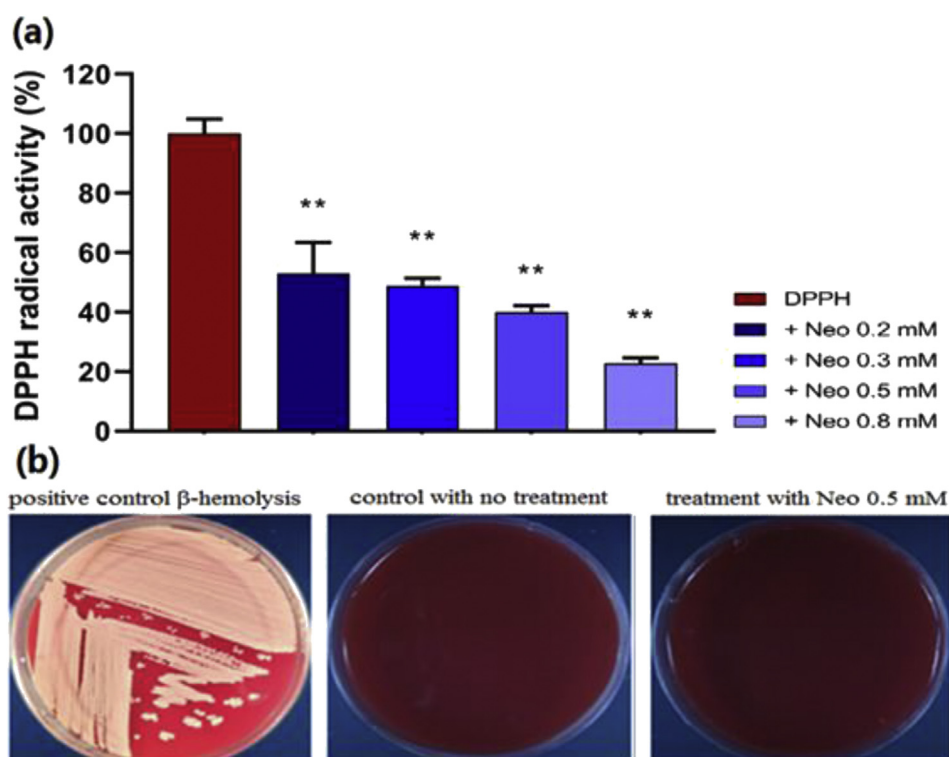 (a)
DPPH radical activity (%)
120
100
80
60
40
20
0
**
**
**
**
DPPH
+ Neo 0.2 mM
+ Neo 0.3 mM
+ Neo 0.5 mM
+ Neo 0.8 mM
(b)
positive control β-hemolysis
control with no treatment
treatment with Neo 0.5 mM